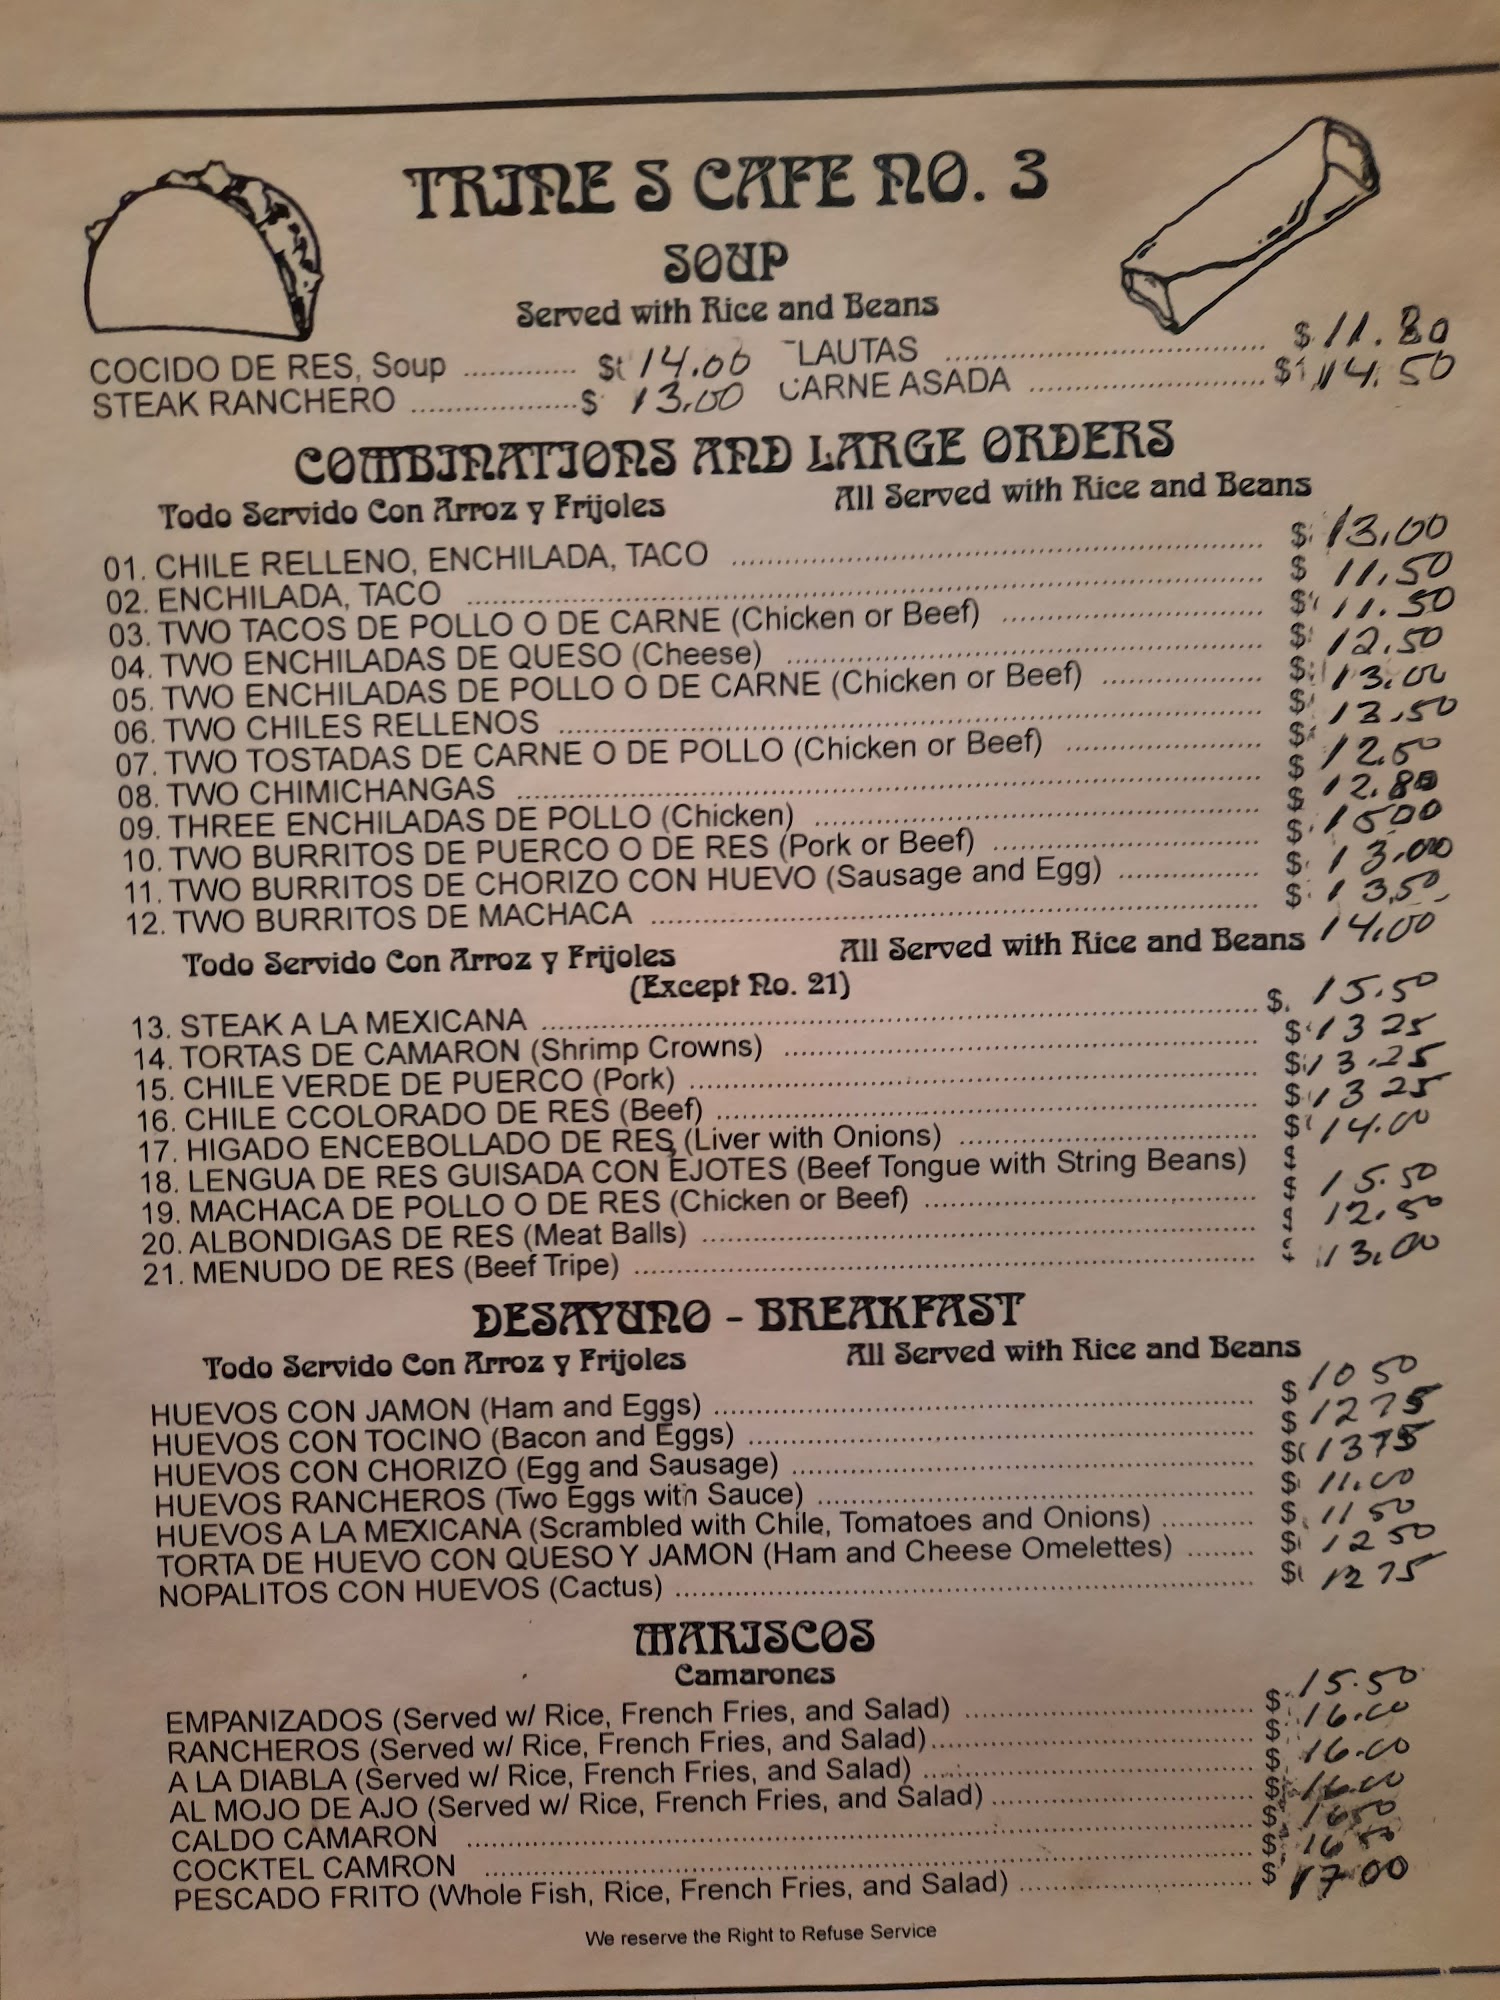 TRINE S CAFE NO. 3
SOUP
Served with Rice and Beans
COCIDO DE RES, Soup ............. $ 14.00 FLAUTAS .................................... $ 11.80
STEAK RANCHERO ................... $ 13.00 CARNE ASADA .......................... $ 14.50
COMBINATIONS AND LARGE ORDERS
Todo Servido Con Arroz y Frijoles All Served with Rice and Beans
01. CHILE RELLENO, ENCHILADA, TACO .................... $ 13.00
02. ENCHILADA, TACO .................... $ 11.50
03. TWO TACOS DE POLLO O DE CARNE (Chicken or Beef) .................... $ 11.50
04. TWO ENCHILADAS DE QUESO (Cheese) .................... $ 12.50
05. TWO ENCHILADAS DE POLLO O DE CARNE (Chicken or Beef) .................... $ 13.00
06. TWO CHILES RELLENOS .................... $ 13.50
07. TWO TOSTADAS DE CARNE O DE POLLO (Chicken or Beef) .................... $ 12.50
08. TWO CHIMICHANGAS .................... $ 12.80
09. THREE ENCHILADAS DE POLLO (Chicken) .................... $ 1500
10. TWO BURRITOS DE PUERCO O DE RES (Pork or Beef) .................... $ 13.00
11. TWO BURRITOS DE CHORIZO CON HUEVO (Sausage and Egg) .................... $ 13.50
12. TWO BURRITOS DE MACHACA .................... $ 14.00
Todo Servido Con Arroz y Frijoles All Served with Rice and Beans
(Except No. 21)
13. STEAK A LA MEXICANA .................... $ 15.50
14. TORTAS DE CAMARON (Shrimp Crowns) .................... $ 13 25
15. CHILE VERDE DE PUERCO (Pork) .................... $ 13.25
16. CHILE CCOLORADO DE RES (Beef) .................... $ 13 25
17. HIGADO ENCEBOLLADO DE RES, (Liver with Onions) .................... $ 14.00
18. LENGUA DE RES GUISADA CON EJOTES (Beef Tongue with String Beans) $
19. MACHACA DE POLLO O DE RES (Chicken or Beef) .................... $ 15.50
20. ALBONDIGAS DE RES (Meat Balls) .................... $ 12.50
21. MENUDO DE RES (Beef Tripe) .................... $ 13.00
DESAYUNO - BREAKFAST
Todo Servido Con Arroz y Frijoles All Served with Rice and Beans
HUEVOS CON JAMON (Ham and Eggs) .................... $ 10 50
HUEVOS CON TOCINO (Bacon and Eggs) .................... $ 12 75
HUEVOS CON CHORIZO (Egg and Sausage) .................... $ 13 75
HUEVOS RANCHEROS (Two Eggs with Sauce) .................... $ 11.00
HUEVOS A LA MEXICANA (Scrambled with Chile, Tomatoes and Onions) ............ $ 11 50
TORTA DE HUEVO CON QUESO Y JAMON (Ham and Cheese Omelettes) ........ $ 12 50
NOPALITOS CON HUEVOS (Cactus) .................... $ 12 75
MARISCOS
Camarones
EMPANIZADOS (Served w/ Rice, French Fries, and Salad) .................... $ 15.50
RANCHEROS (Served w/ Rice, French Fries, and Salad) .................... $ 16.00
A LA DIABLA (Served w/ Rice, French Fries, and Salad) .................... $ 16.00
AL MOJO DE AJO (Served w/ Rice, French Fries, and Salad) .................... $ 16.00
CALDO CAMARON .................... $ 1650
COCKTEL CAMRON .................... $ 16 50
PESCADO FRITO (Whole Fish, Rice, French Fries, and Salad) .................... $ 17 00
We reserve the Right to Refuse Service